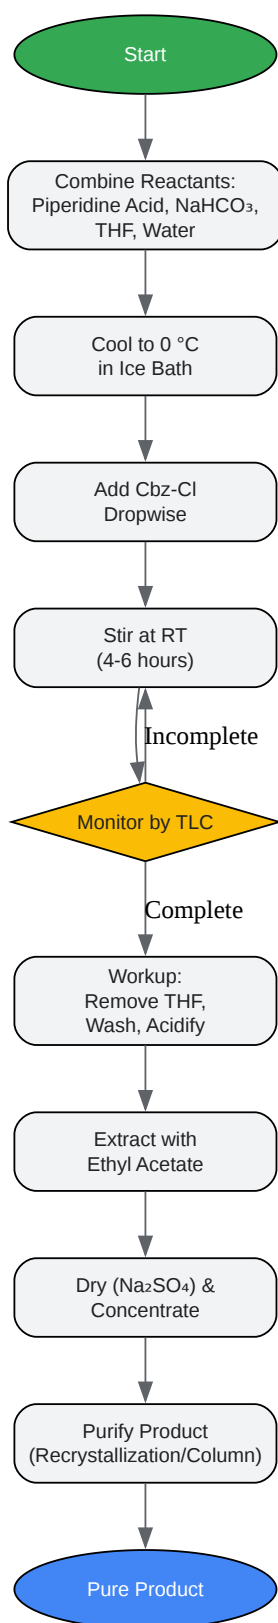 Start
Combine Reactants:
Piperidine Acid, NaHCO₃,
THF, Water
Cool to 0 °C
in Ice Bath
Add Cbz-Cl
Dropwise
Stir at RT
(4-6 hours)
Incomplete
Monitor by TLC
Complete
Workup:
Remove THF,
Wash, Acidify
Extract with
Ethyl Acetate
Dry (Na₂SO₄) &
Concentrate
Purify Product
(Recrystallization/Column)
Pure Product